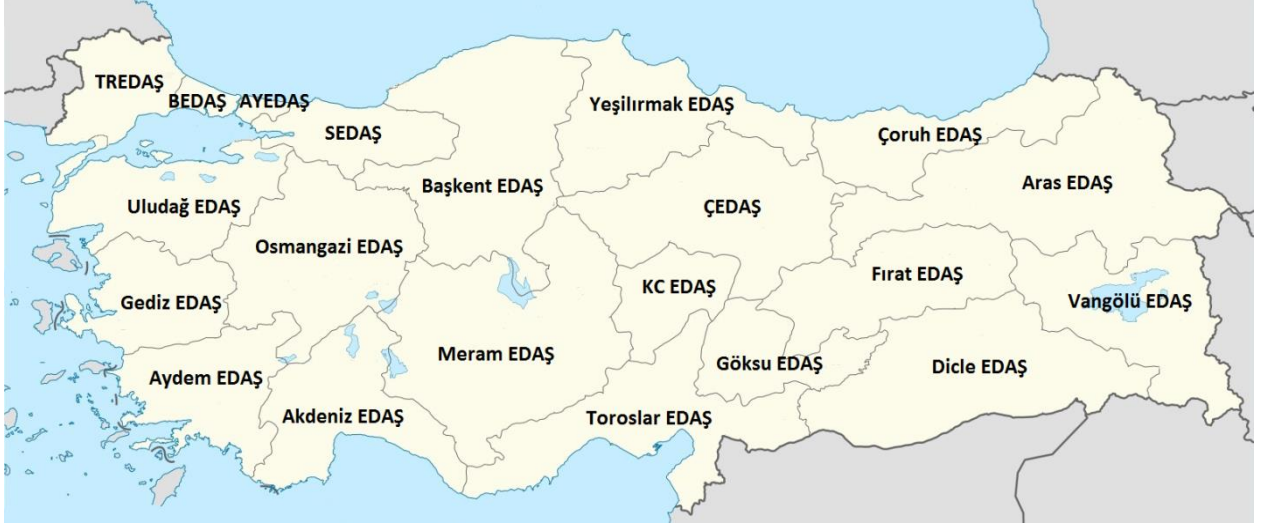 TREDAŞ
BEDAŞ
AYEDAŞ
Yeşilırmak EDAŞ
SEDAŞ
Çoruh EDAŞ
Başkent EDAŞ
Aras EDAŞ
Uludağ EDAŞ
ÇEDAŞ
Osmangazi EDAŞ
Fırat EDAŞ
KC EDAŞ
Gediz EDAŞ
Vangölü EDAŞ
Meram EDAŞ
Göksu EDAŞ
Dicle EDAŞ
Aydem EDAŞ
Akdeniz EDAŞ
Toroslar EDAŞ